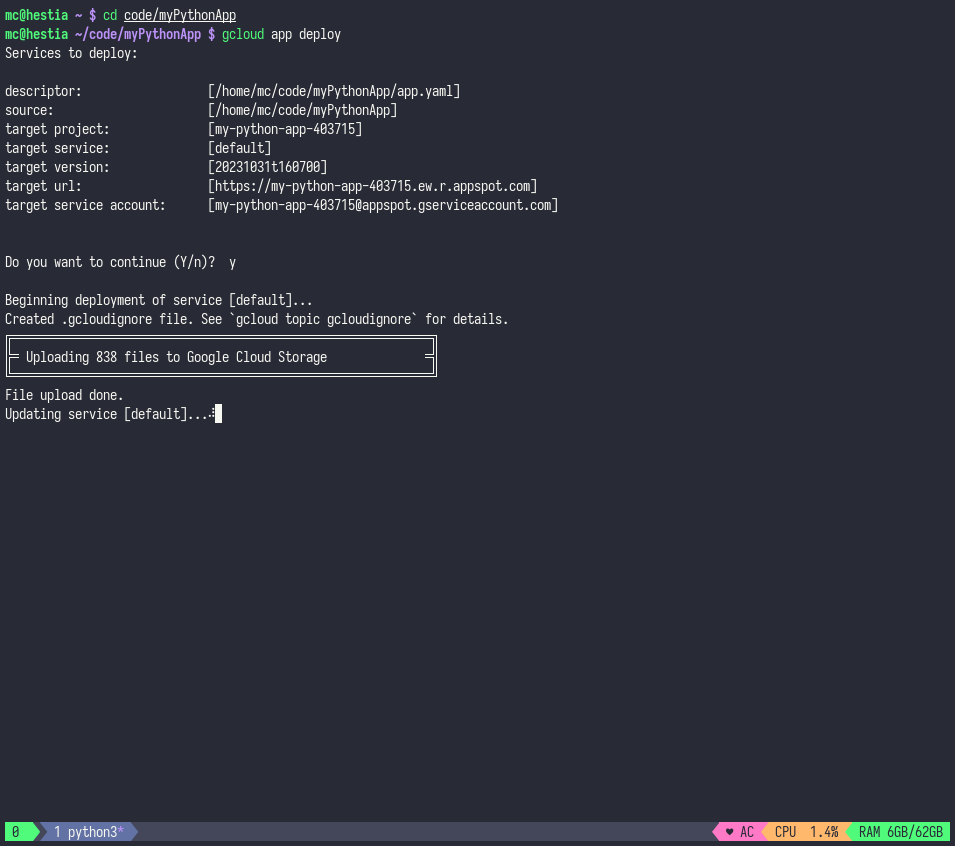 mc@hestia ~ $ cd code/myPythonApp
mc@hestia ~/code/myPythonApp $ gcloud app deploy
Services to deploy:
descriptor: [/home/mc/code/myPythonApp/app.yaml]
source: [/home/mc/code/myPythonApp]
target project: [my-python-app-403715]
target service: [default]
target version: [20231031t160700]
target url: [https://my-python-app-403715.ew.r.appspot.com]
target service account: [my-python-app-403715@appspot.gserviceaccount.com]
Do you want to continue (Y/n)? y
Beginning deployment of service [default]...
Created .gcloudignore file. See `gcloud topic gcloudignore` for details.
Uploading 838 files to Google Cloud Storage
File upload done.
Updating service [default]...
0 1 python3* ♥ AC CPU 1.4% RAM 6GB/62GB